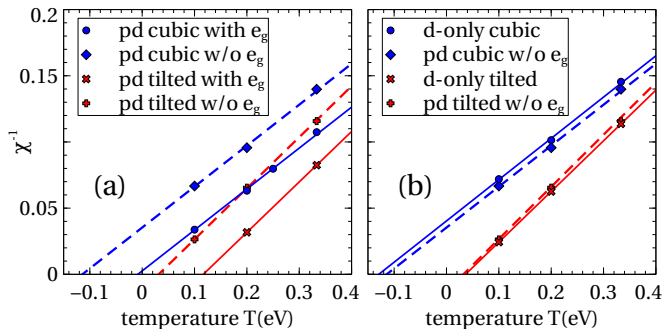 0.2
0.15
0.1
0.05
0
χ⁻¹
pd cubic with e_g
pd cubic w/o e_g
pd tilted with e_g
pd tilted w/o e_g
(a)
−0.1 0 0.1 0.2 0.3 0.4
temperature T(eV)
d-only cubic
pd cubic w/o e_g
d-only tilted
pd tilted w/o e_g
(b)
−0.1 0 0.1 0.2 0.3 0.4
temperature T(eV)